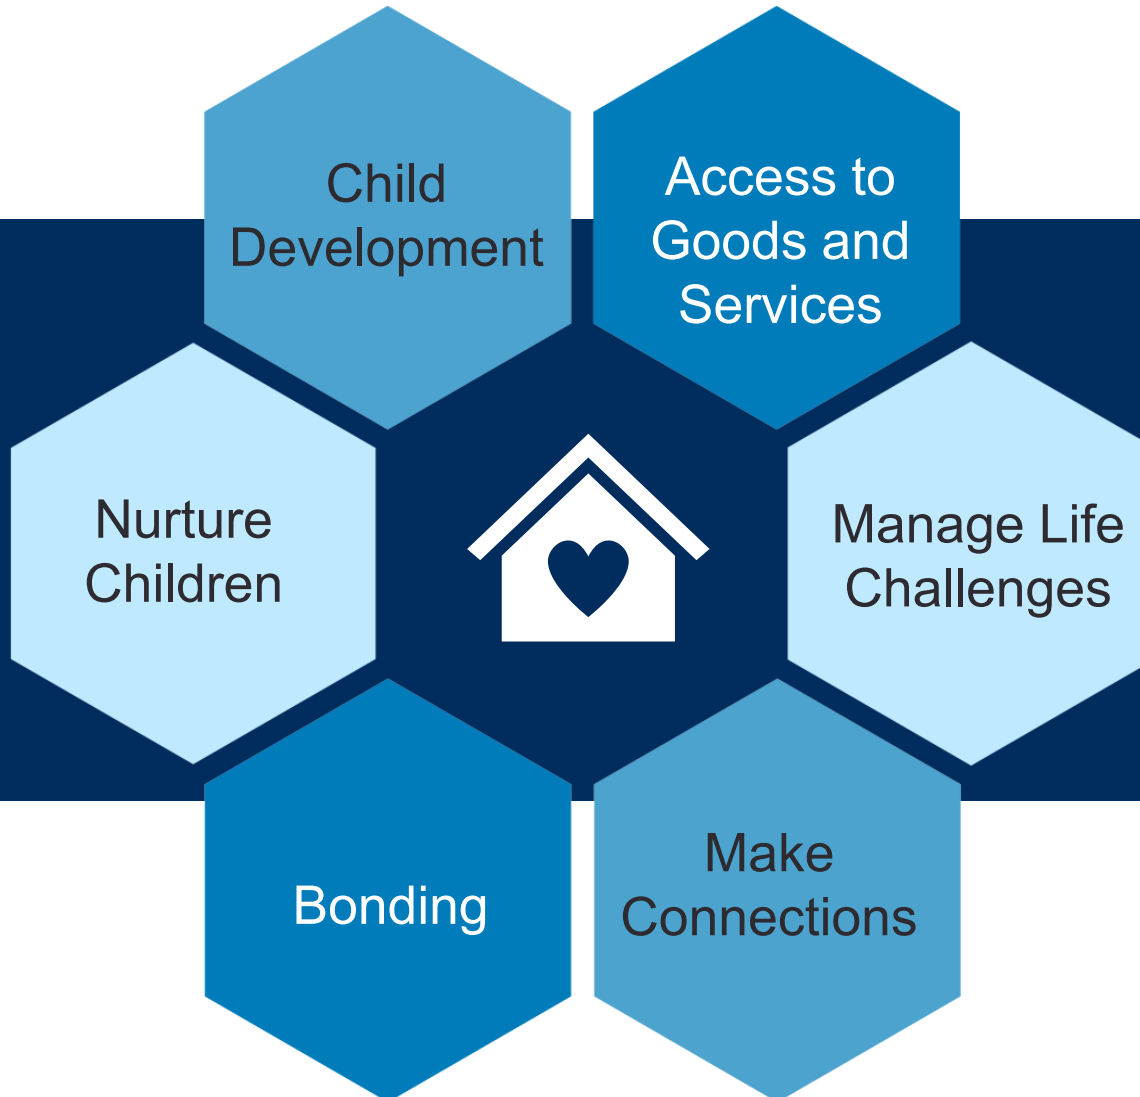 Child
Development
Access to
Goods and
Services
Nurture
Children
Manage Life
Challenges
Bonding
Make
Connections